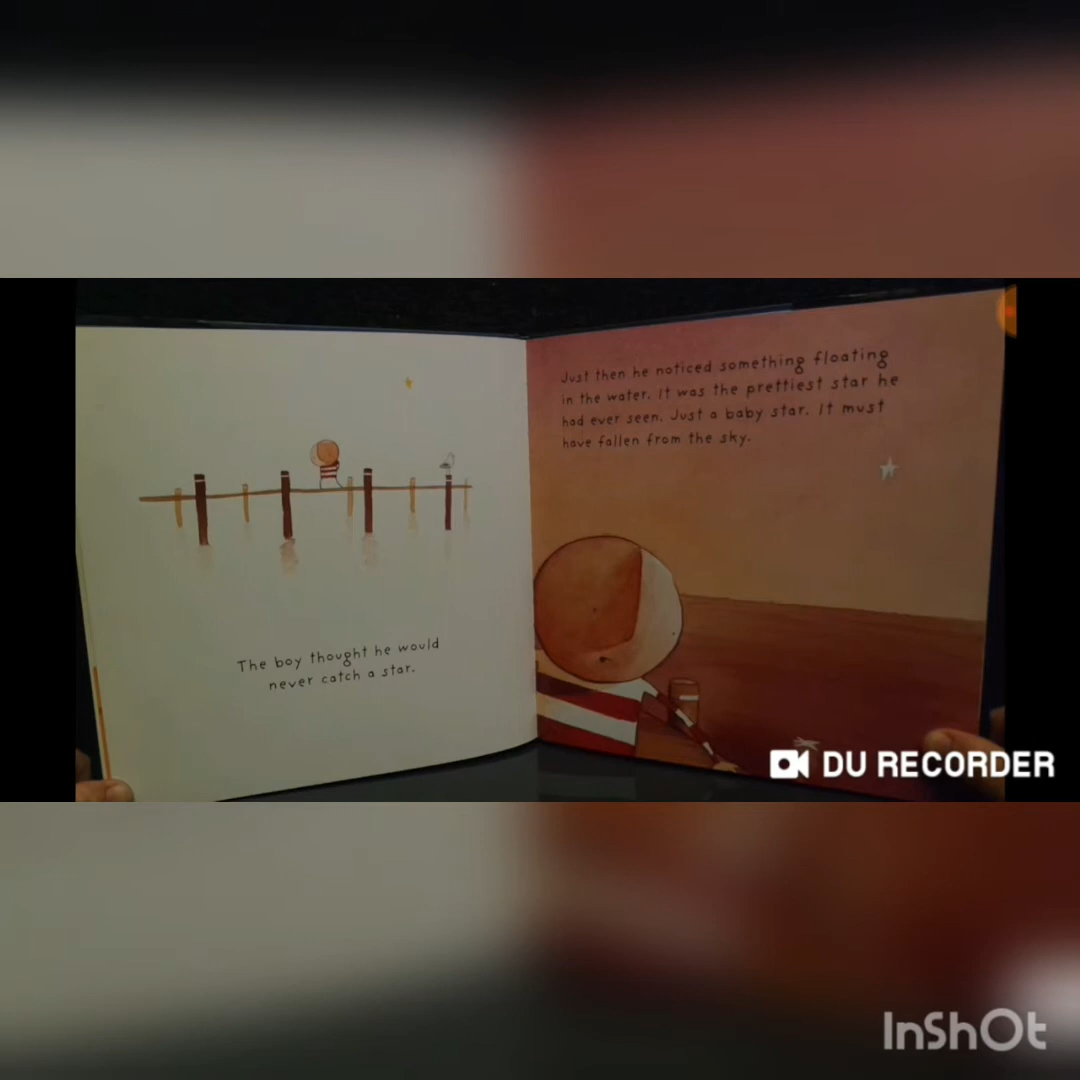 The boy thought he would
never catch a star.
Just then he noticed something floating
in the water. It was the prettiest star he
had ever seen. Just a baby star. It must
have fallen from the sky.
DU RECORDER
InShOt